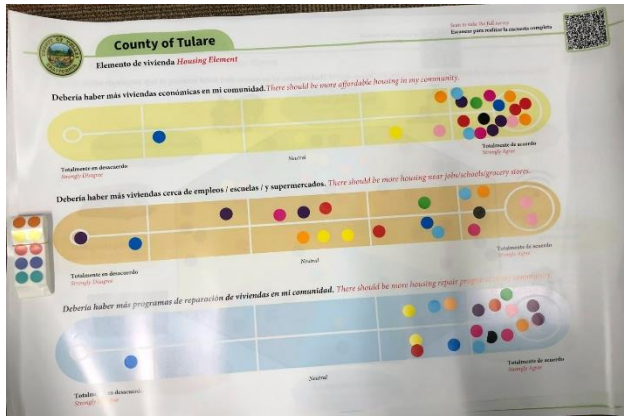 County of Tulare
Elemento de vivienda Housing Element
Scan to take the full survey
Escanear para realizar la encuesta completa
Debería haber más viviendas económicas en mi comunidad. There should be more affordable housing in my community.
Totalmente en desacuerdo
Strongly Disagree
Neutral
Totalmente de acuerdo
Strongly Agree
Debería haber más viviendas cerca de empleos / escuelas / y supermercados. There should be more housing near jobs/schools/grocery stores.
Totalmente en desacuerdo
Strongly Disagree
Neutral
Totalmente de acuerdo
Strongly Agree
Debería haber más programas de reparación de viviendas en mi comunidad. There should be more housing repair
Neutral
Totalmente de acuerdo
Strongly Agree